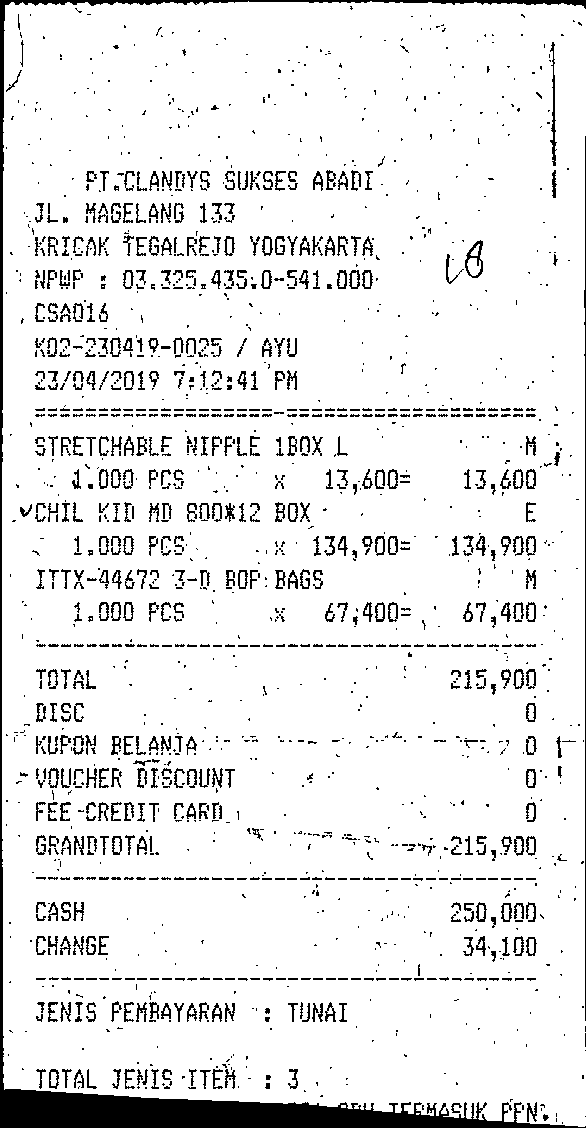 PT.CLANDYS SUKSES ABADI
JL. MAGELANG 133
KRICAK TEGALREJO YOGYAKARTA
NPWP : 03.325.435.0-541.000
CSA016
K02-230419-0025 / AYU
23/04/2019 7:12:41 PM
STRETCHABLE NIPPLE 1BOX L M
1.000 PCS x 13,600= 13,600
CHIL KID MD 800*12 BOX E
1.000 PCS x 134,900= 134,900
ITTX-44672 3-D BOP BAGS M
1.000 PCS x 67,400= 67,400
TOTAL 215,900
DISC 0
KUPON BELANJA 0
VOUCHER DISCOUNT 0
FEE CREDIT CARD 0
GRANDTOTAL 215,900
CASH 250,000
CHANGE 34,100
JENIS PEMBAYARAN : TUNAI
TOTAL JENIS ITEM : 3
TERMASUK PPN